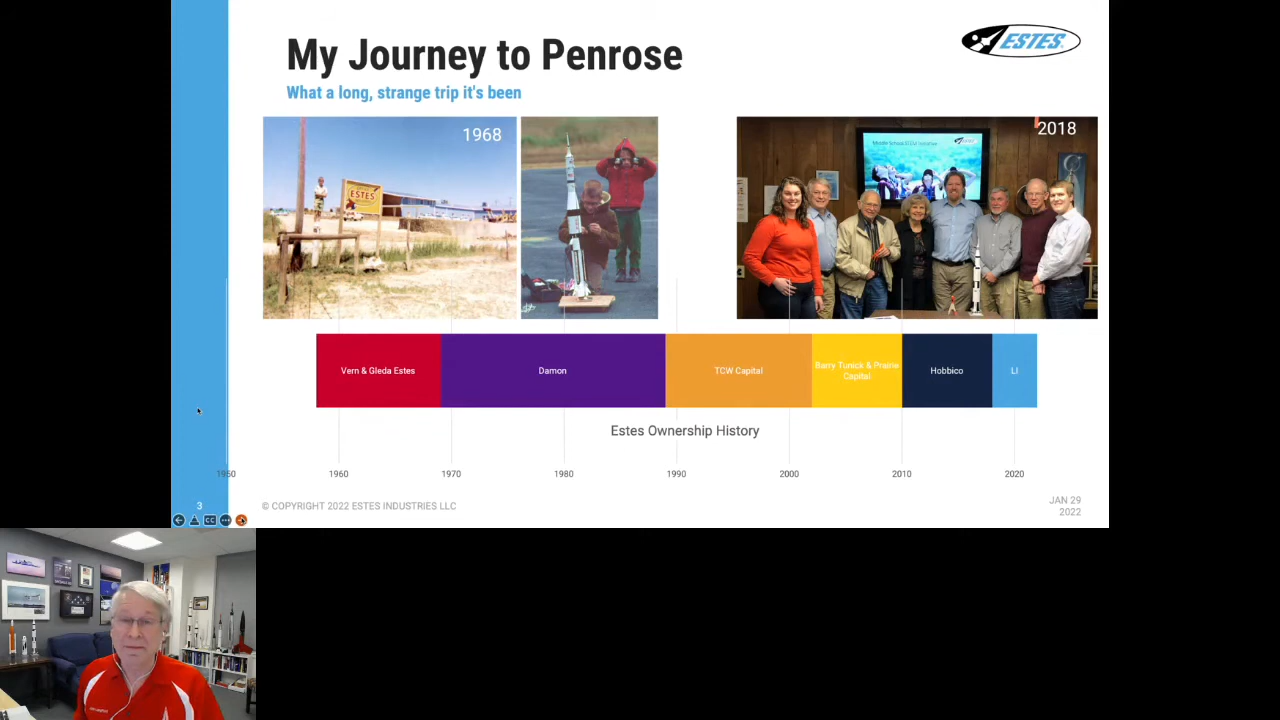 My Journey to Penrose
What a long, strange trip it's been
ESTES
1968
ESTES
2018
Vern & Gleda Estes
Damon
TCW Capital
Barry Tunick & Prairie
Capital
Hobbico
LI
Estes Ownership History
1950
1960
1970
1980
1990
2000
2010
2020
3
© COPYRIGHT 2022 ESTES INDUSTRIES LLC
JAN 29
2022
CC